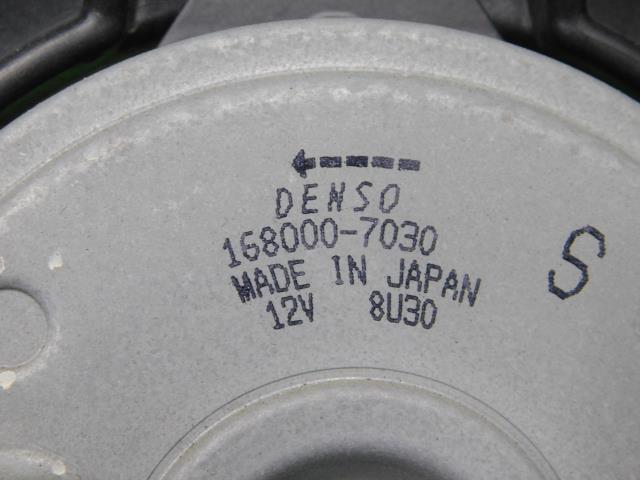 DENSO
168000-7030
MADE IN JAPAN
12V 8U30
S